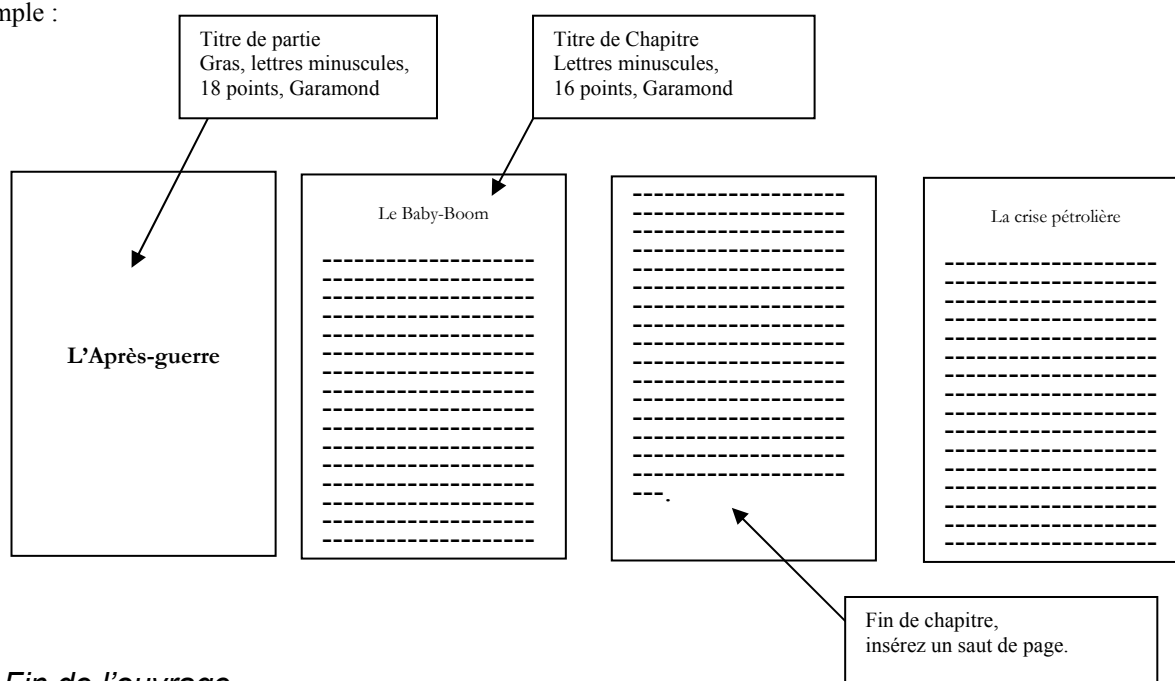 mple :
Titre de partie
Gras, lettres minuscules,
18 points, Garamond
Titre de Chapitre
Lettres minuscules,
16 points, Garamond
L'Après-guerre
Le Baby-Boom
La crise pétrolière
Fin de chapitre,
insérez un saut de page.
Fin de l'ouvrage